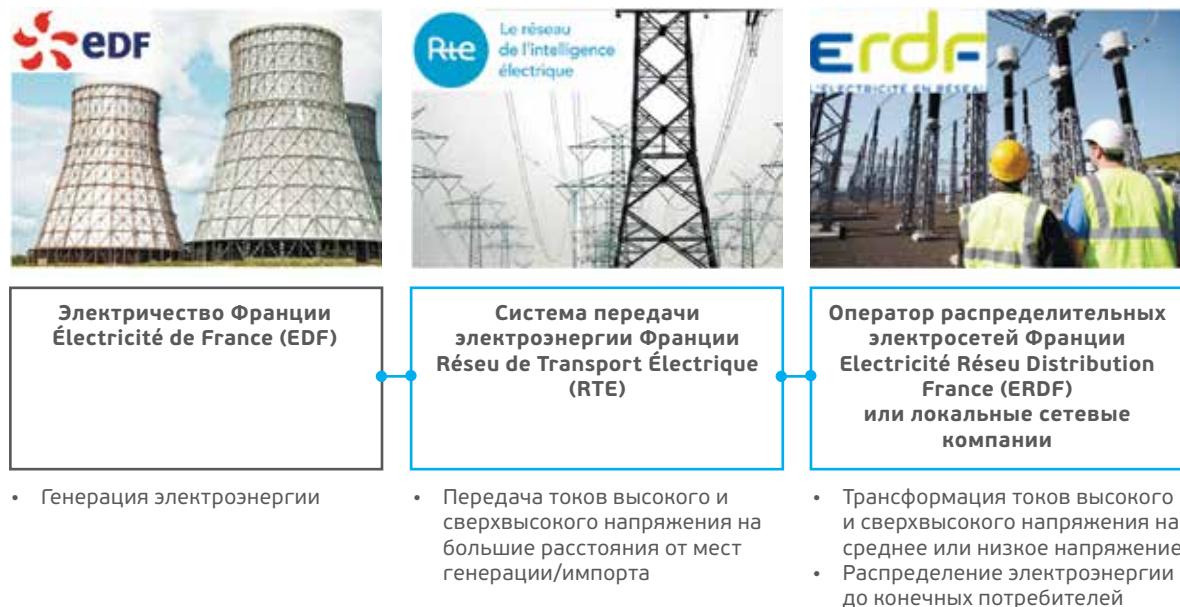 eDF
Rte
Le réseau
de l'intelligence
électrique
ErDF
L'ELECTRICITÉ EN RÉSEAU
Электричество Франции
Électricité de France (EDF)
Система передачи
электроэнергии Франции
Réseu de Transport Électrique
(RTE)
Оператор распределительных
электросетей Франции
Electricité Réseu Distribution
France (ERDF)
или локальные сетевые
компании
• Генерация электроэнергии
• Передача токов высокого и
сверхвысокого напряжения на
большие расстояния от мест
генерации/импорта
• Трансформация токов высокого
и сверхвысокого напряжения на
среднее или низкое напряжение
• Распределение электроэнергии
до конечных потребителей